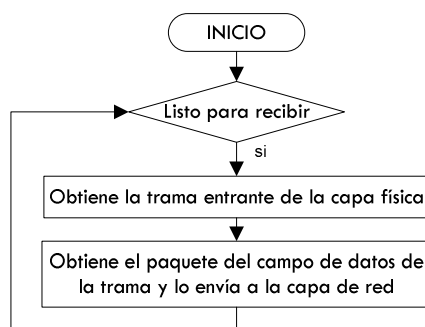 INICIO
Listo para recibir
si
Obtiene la trama entrante de la capa física
Obtiene el paquete del campo de datos de
la trama y lo envía a la capa de red